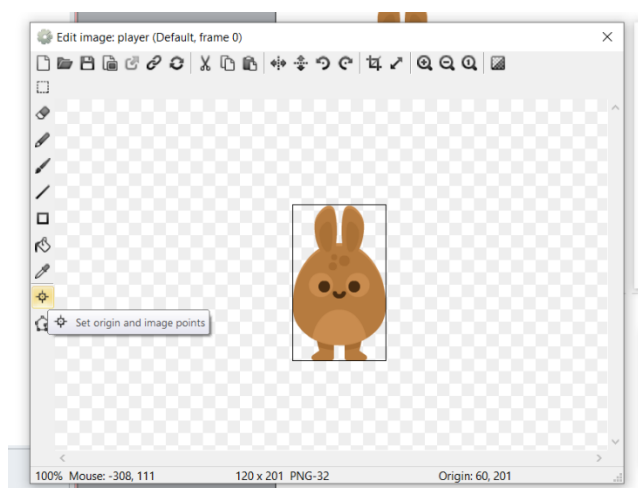 Edit image: player (Default, frame 0)
Set origin and image points
100% Mouse: -308, 111 120 x 201 PNG-32 Origin: 60, 201